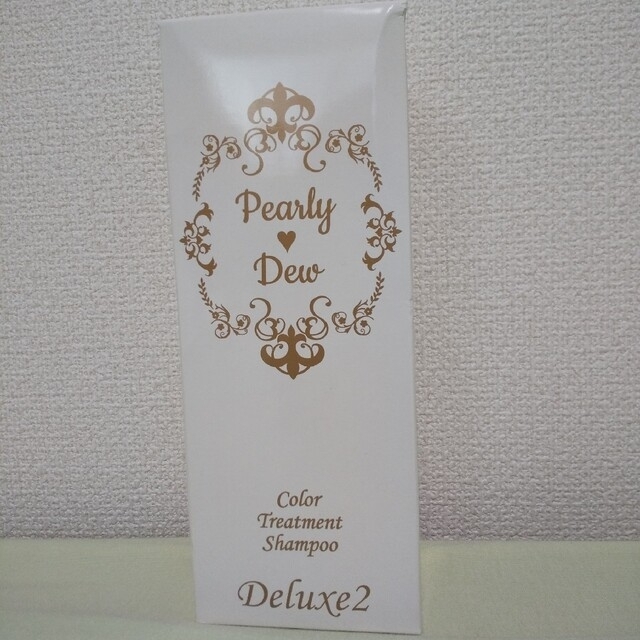 Pearly
♥
Dew
Color
Treatment
Shampoo
Deluxe2